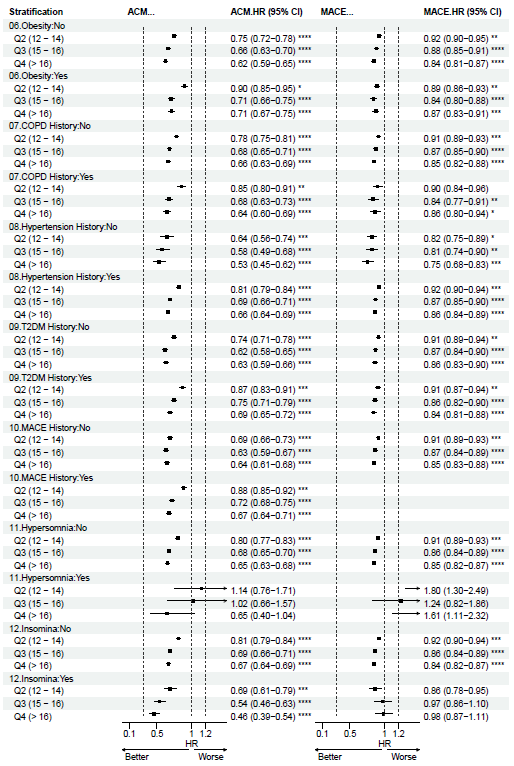 Stratification ACM... ACM.HR (95% CI) MACE... MACE.HR (95% CI)
06.Obesity:No
Q2 (12 − 14) 0.75 (0.72−0.78) **** 0.92 (0.90−0.95) **
Q3 (15 − 16) 0.66 (0.63−0.70) **** 0.88 (0.85−0.91) ****
Q4 (> 16) 0.62 (0.59−0.65) **** 0.84 (0.81−0.87) ****
06.Obesity:Yes
Q2 (12 − 14) 0.90 (0.85−0.95) * 0.89 (0.86−0.93) **
Q3 (15 − 16) 0.71 (0.66−0.75) **** 0.84 (0.80−0.88) ****
Q4 (> 16) 0.71 (0.67−0.75) **** 0.87 (0.83−0.91) ***
07.COPD History:No
Q2 (12 − 14) 0.78 (0.75−0.81) **** 0.91 (0.89−0.93) ***
Q3 (15 − 16) 0.68 (0.65−0.71) **** 0.87 (0.85−0.90) ****
Q4 (> 16) 0.66 (0.63−0.69) **** 0.85 (0.82−0.88) ****
07.COPD History:Yes
Q2 (12 − 14) 0.85 (0.80−0.91) ** 0.90 (0.84−0.96)
Q3 (15 − 16) 0.68 (0.63−0.73) **** 0.84 (0.77−0.91) **
Q4 (> 16) 0.64 (0.60−0.69) **** 0.86 (0.80−0.94) *
08.Hypertension History:No
Q2 (12 − 14) 0.64 (0.56−0.74) *** 0.82 (0.75−0.89) *
Q3 (15 − 16) 0.58 (0.49−0.68) **** 0.81 (0.74−0.90) **
Q4 (> 16) 0.53 (0.45−0.62) **** 0.75 (0.68−0.83) ***
08.Hypertension History:Yes
Q2 (12 − 14) 0.81 (0.79−0.84) **** 0.92 (0.90−0.94) ***
Q3 (15 − 16) 0.69 (0.66−0.71) **** 0.87 (0.85−0.90) ****
Q4 (> 16) 0.66 (0.64−0.69) **** 0.86 (0.84−0.89) ****
09.T2DM History:No
Q2 (12 − 14) 0.74 (0.71−0.78) **** 0.91 (0.89−0.94) **
Q3 (15 − 16) 0.62 (0.58−0.65) **** 0.87 (0.84−0.90) ****
Q4 (> 16) 0.63 (0.59−0.66) **** 0.86 (0.83−0.90) ****
09.T2DM History:Yes
Q2 (12 − 14) 0.87 (0.83−0.91) *** 0.91 (0.87−0.94) **
Q3 (15 − 16) 0.75 (0.71−0.79) **** 0.86 (0.82−0.90) ****
Q4 (> 16) 0.69 (0.65−0.72) **** 0.84 (0.81−0.88) ****
10.MACE History:No
Q2 (12 − 14) 0.69 (0.66−0.73) **** 0.91 (0.89−0.93) ***
Q3 (15 − 16) 0.63 (0.59−0.67) **** 0.87 (0.84−0.89) ****
Q4 (> 16) 0.64 (0.61−0.68) **** 0.85 (0.83−0.88) ****
10.MACE History:Yes
Q2 (12 − 14) 0.88 (0.85−0.92) ***
Q3 (15 − 16) 0.72 (0.68−0.75) ****
Q4 (> 16) 0.67 (0.64−0.71) ****
11.Hypersomnia:No
Q2 (12 − 14) 0.80 (0.77−0.83) **** 0.91 (0.89−0.93) ***
Q3 (15 − 16) 0.68 (0.65−0.70) **** 0.86 (0.84−0.89) ****
Q4 (> 16) 0.65 (0.63−0.68) **** 0.85 (0.82−0.87) ****
11.Hypersomnia:Yes
Q2 (12 − 14) 1.14 (0.76−1.71) 1.80 (1.30−2.49)
Q3 (15 − 16) 1.02 (0.66−1.57) 1.24 (0.82−1.86)
Q4 (> 16) 0.65 (0.40−1.04) 1.61 (1.11−2.32)
12.Insomina:No
Q2 (12 − 14) 0.81 (0.79−0.84) **** 0.92 (0.90−0.94) ***
Q3 (15 − 16) 0.69 (0.66−0.71) **** 0.86 (0.84−0.89) ****
Q4 (> 16) 0.67 (0.64−0.69) **** 0.84 (0.82−0.87) ****
12.Insomina:Yes
Q2 (12 − 14) 0.69 (0.61−0.79) *** 0.86 (0.78−0.95)
Q3 (15 − 16) 0.54 (0.46−0.63) **** 0.97 (0.86−1.10)
Q4 (> 16) 0.46 (0.39−0.54) **** 0.98 (0.87−1.11)
0.1 0.5 1 1.2 0.1 0.5 1 1.2
HR HR
Better Worse Better Worse